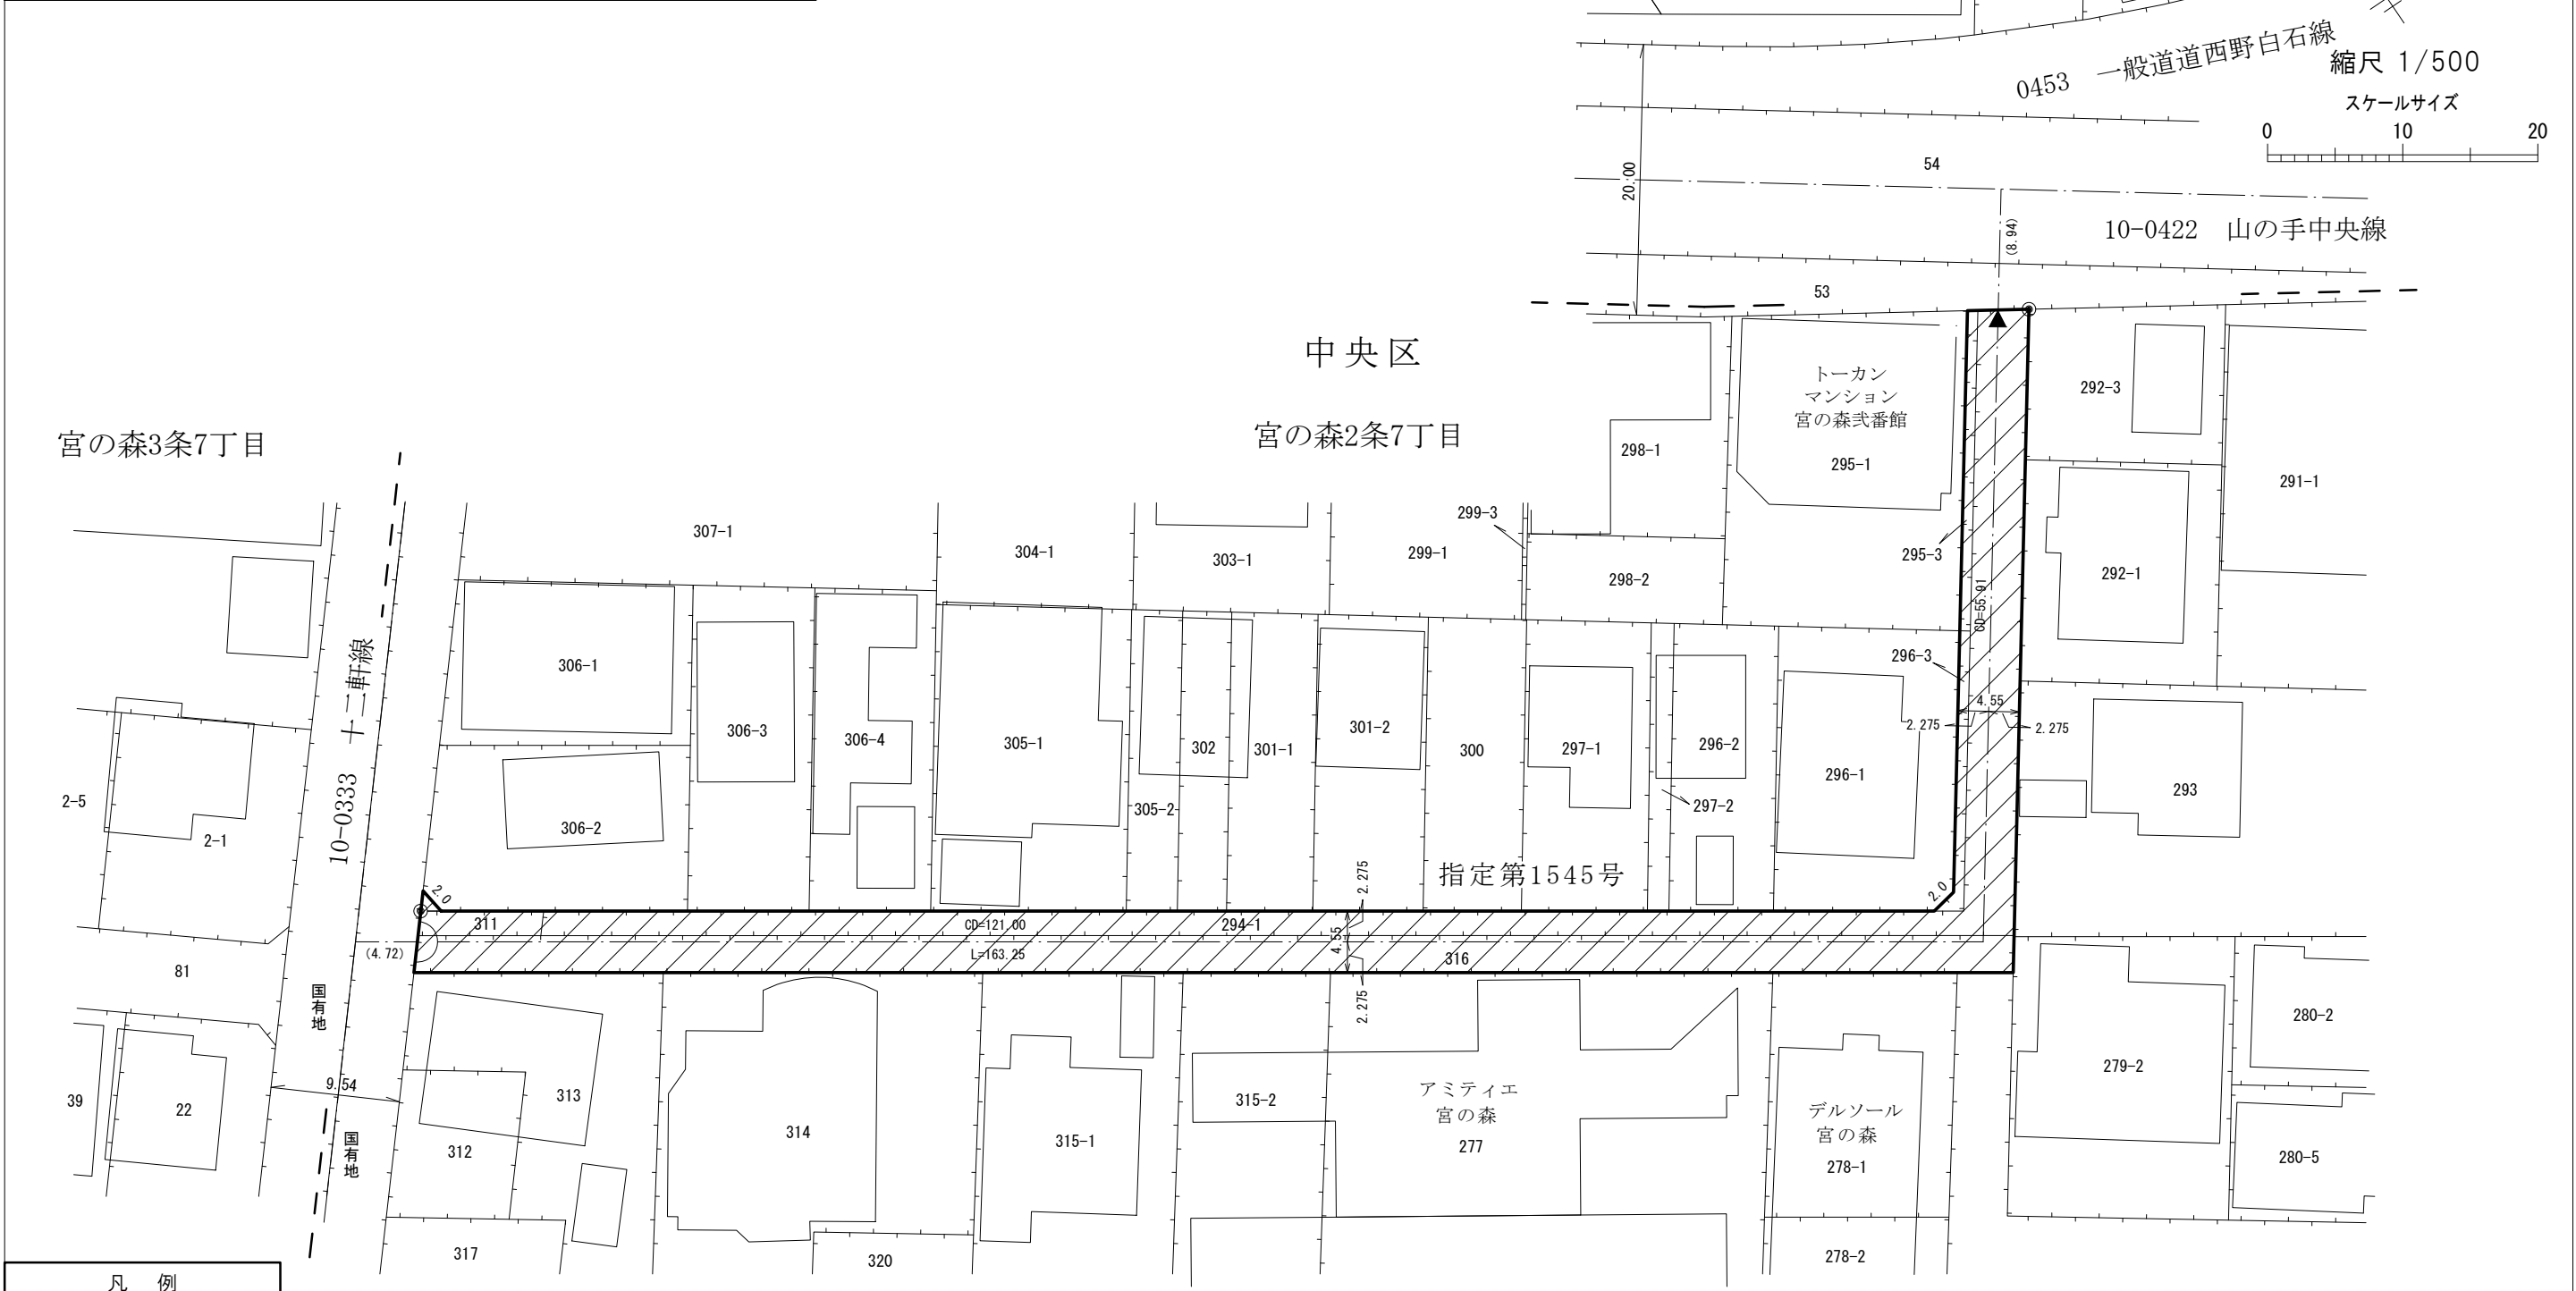 0453 一般道道西野白石線
縮尺 1/500
スケールサイズ
0 10 20
54
20.00
(8.94)
10-0422 山の手中央線
53
中央区
宮の森2条7丁目
宮の森3条7丁目
トーカン
マンション
宮の森弐番館
295-1
298-1
292-3
291-1
299-3
307-1
304-1
303-1
299-1
298-2
295-3
292-1
CD=55.91
296-3
4.55
2.275
2.275
10-0333 十二軒線
306-1
306-3
306-4
305-1
302
301-1
301-2
300
297-1
296-2
296-1
293
2-5
2-1
306-2
305-2
297-2
指定第1545号
2.0
2.0
2.275
311
CD=121.00
294-1
4.55
(4.72)
L=163.25
316
2.275
81
国有地
9.54
国有地
39
22
313
312
314
315-1
315-2
アミティエ
宮の森
277
デルソール
宮の森
278-1
279-2
280-2
280-5
317
320
278-2
凡 例